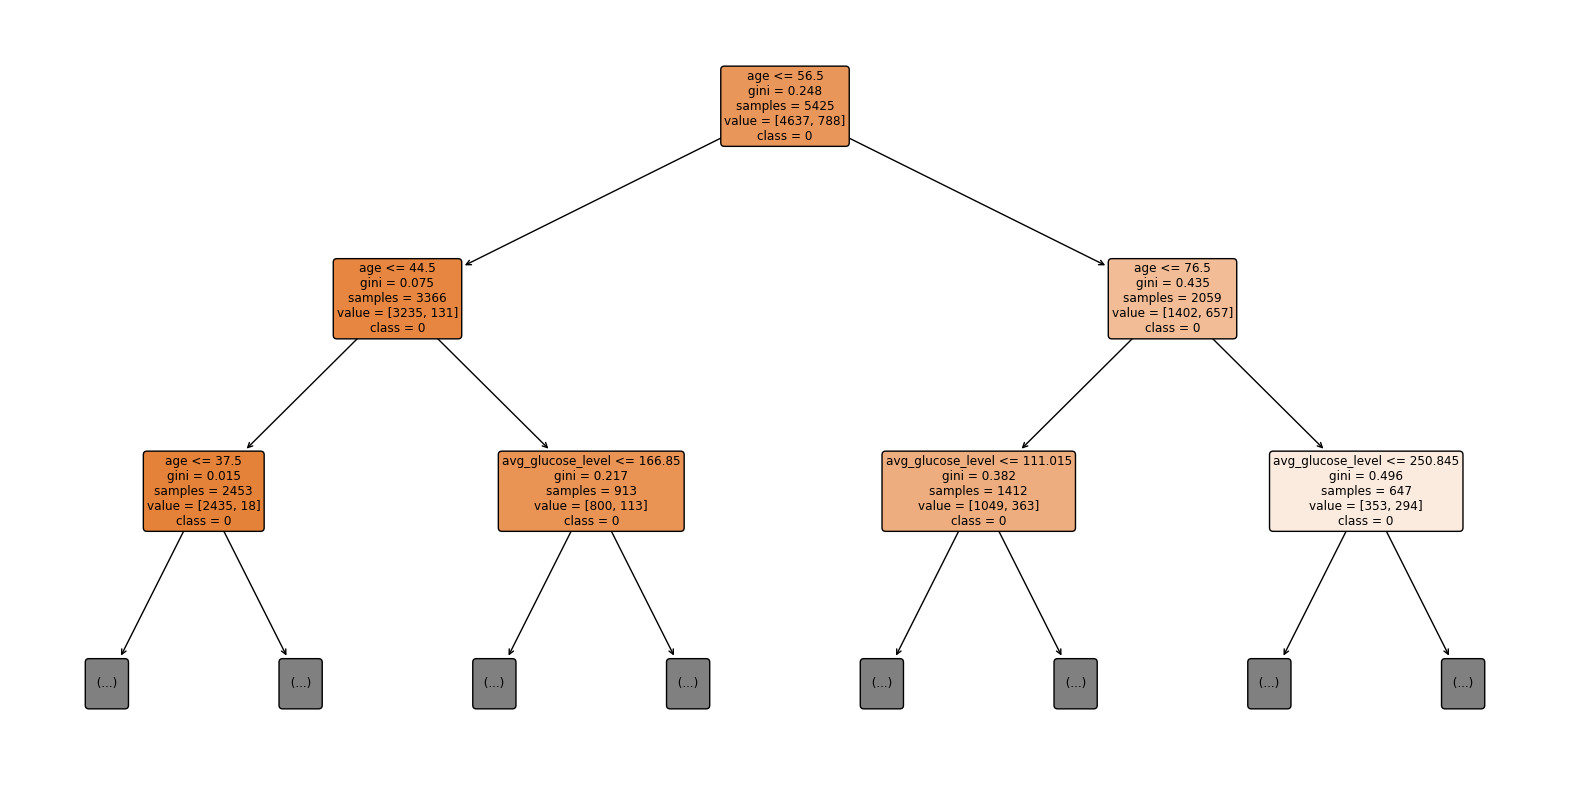 age <= 56.5
gini = 0.248
samples = 5425
value = [4637, 788]
class = 0
age <= 44.5
gini = 0.075
samples = 3366
value = [3235, 131]
class = 0
age <= 76.5
gini = 0.435
samples = 2059
value = [1402, 657]
class = 0
age <= 37.5
gini = 0.015
samples = 2453
value = [2435, 18]
class = 0
avg_glucose_level <= 166.85
gini = 0.217
samples = 913
value = [800, 113]
class = 0
avg_glucose_level <= 111.015
gini = 0.382
samples = 1412
value = [1049, 363]
class = 0
avg_glucose_level <= 250.845
gini = 0.496
samples = 647
value = [353, 294]
class = 0
(...)
(...)
(...)
(...)
(...)
(...)
(...)
(...)